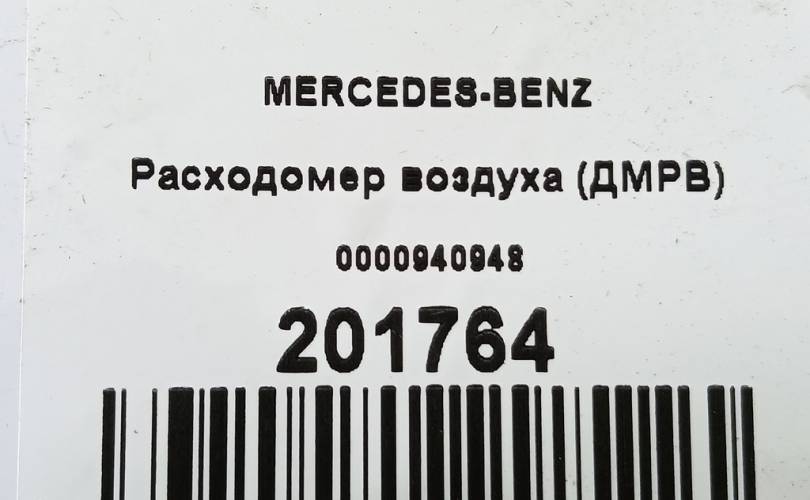 MERCEDES-BENZ
Расходомер воздуха (ДМРВ)
0000940948
201764